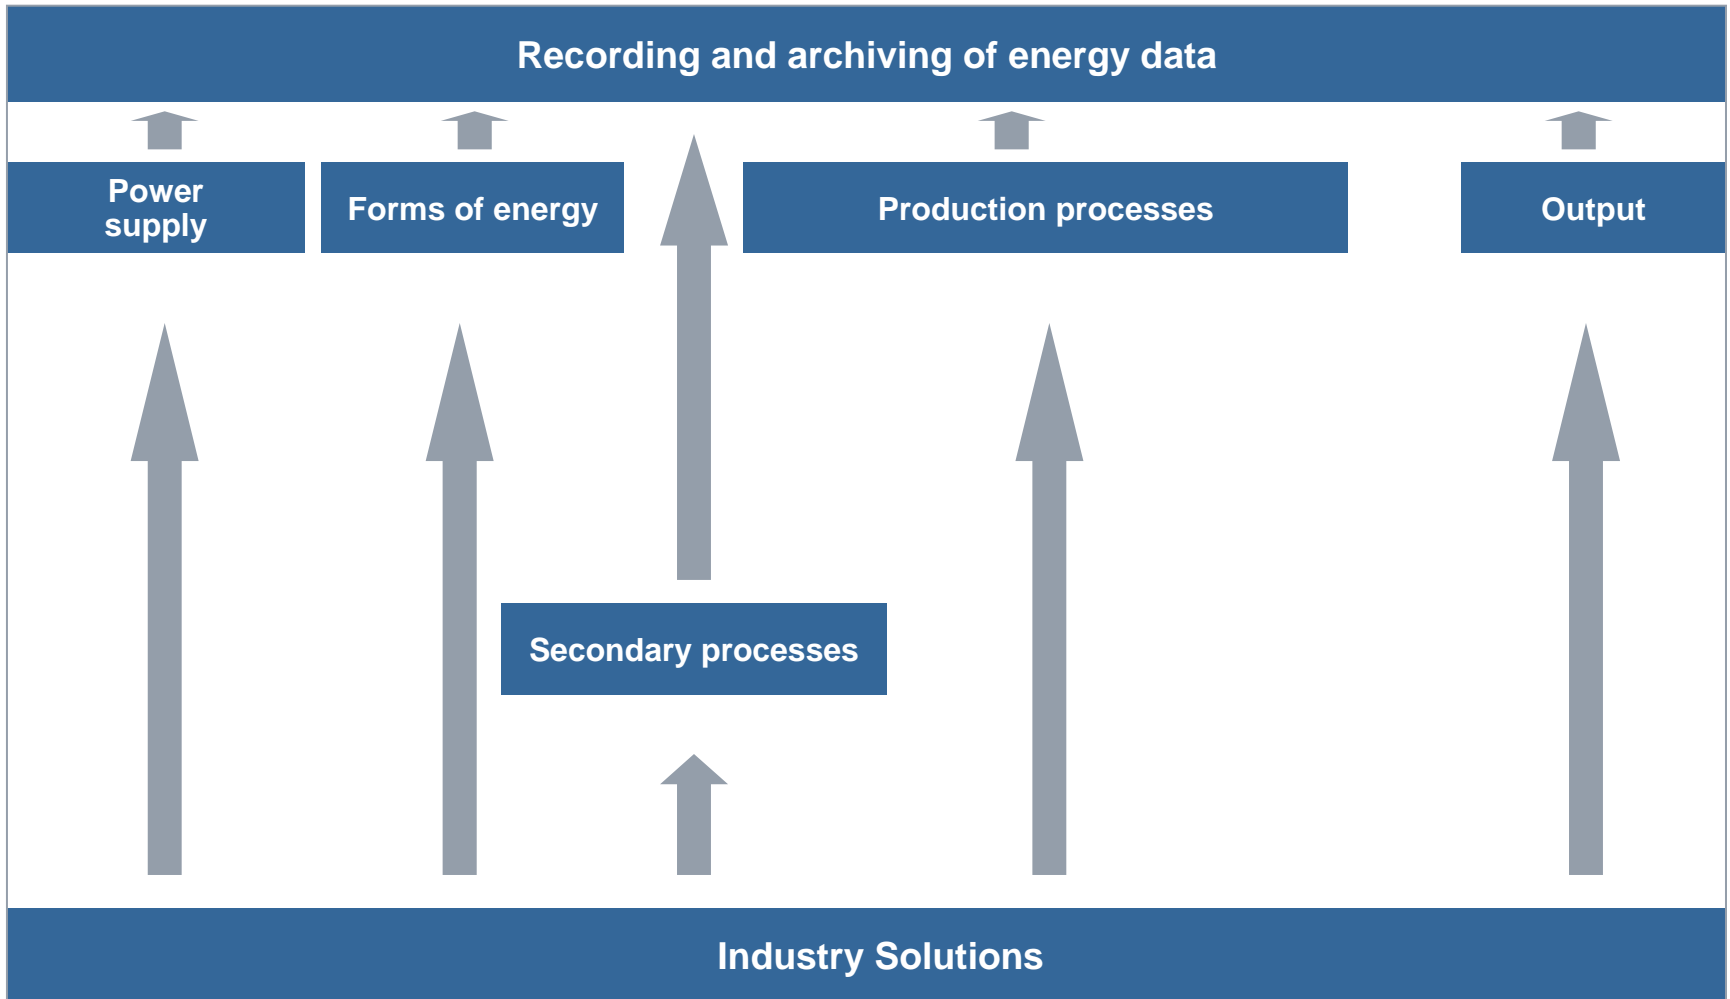 Recording and archiving of energy data
Power
supply
Forms of energy
Production processes
Output
Secondary processes
Industry Solutions